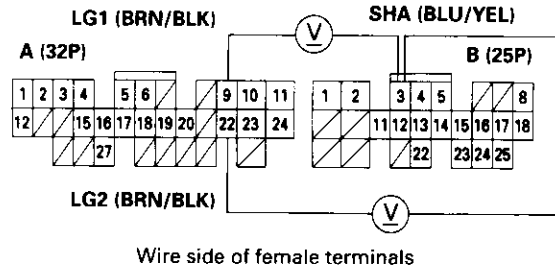 LG1 (BRN/BLK) SHA (BLU/YEL)
A (32P) B (25P)
V
1 2 3 4 5 6 9 10 11 1 2 3 4 5 8
12 15 16 17 18 19 20 22 23 24 11 12 13 14 15 16 17 18
27 22 23 24 25
LG2 (BRN/BLK)
V
Wire side of female terminals